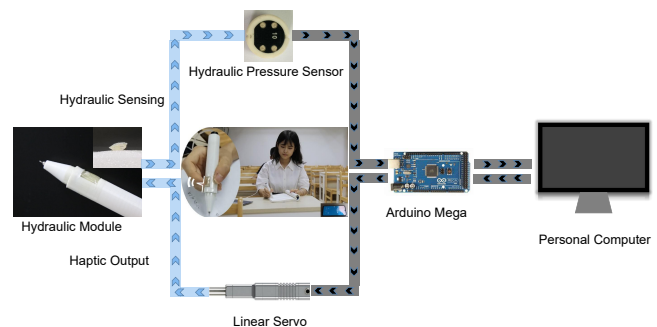 Hydraulic Pressure Sensor
Hydraulic Sensing
Hydraulic Module
Arduino Mega
Personal Computer
Haptic Output
Linear Servo